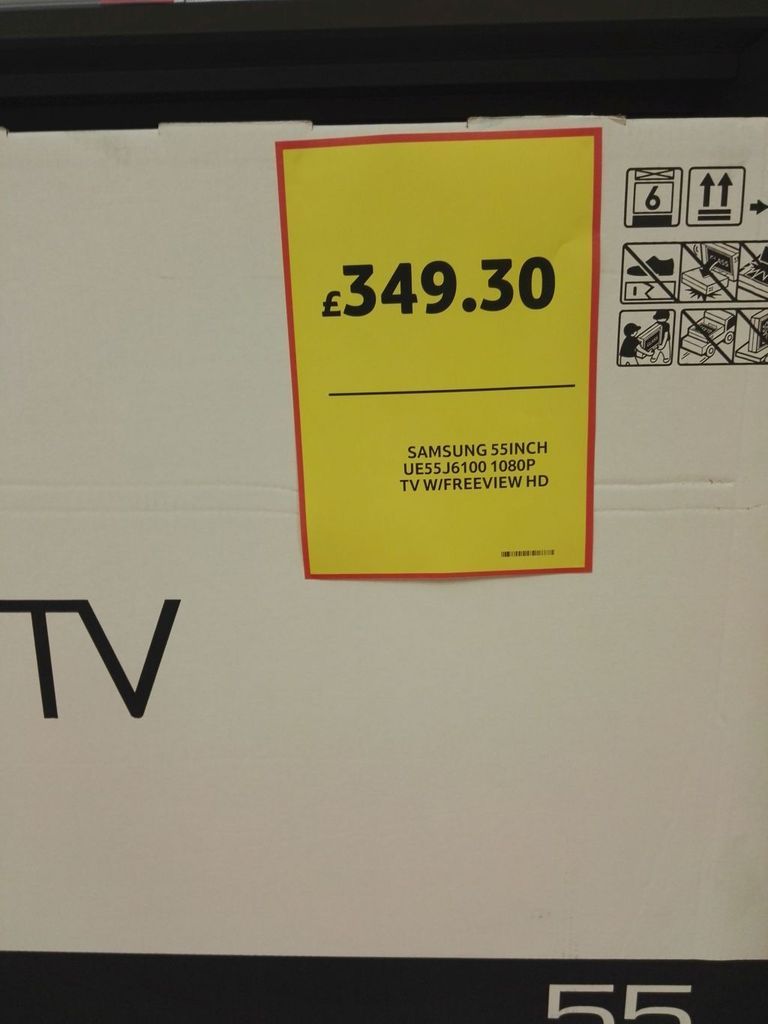 £349.30
SAMSUNG 55INCH
UE55J6100 1080P
TV W/FREEVIEW HD
6
TV
55